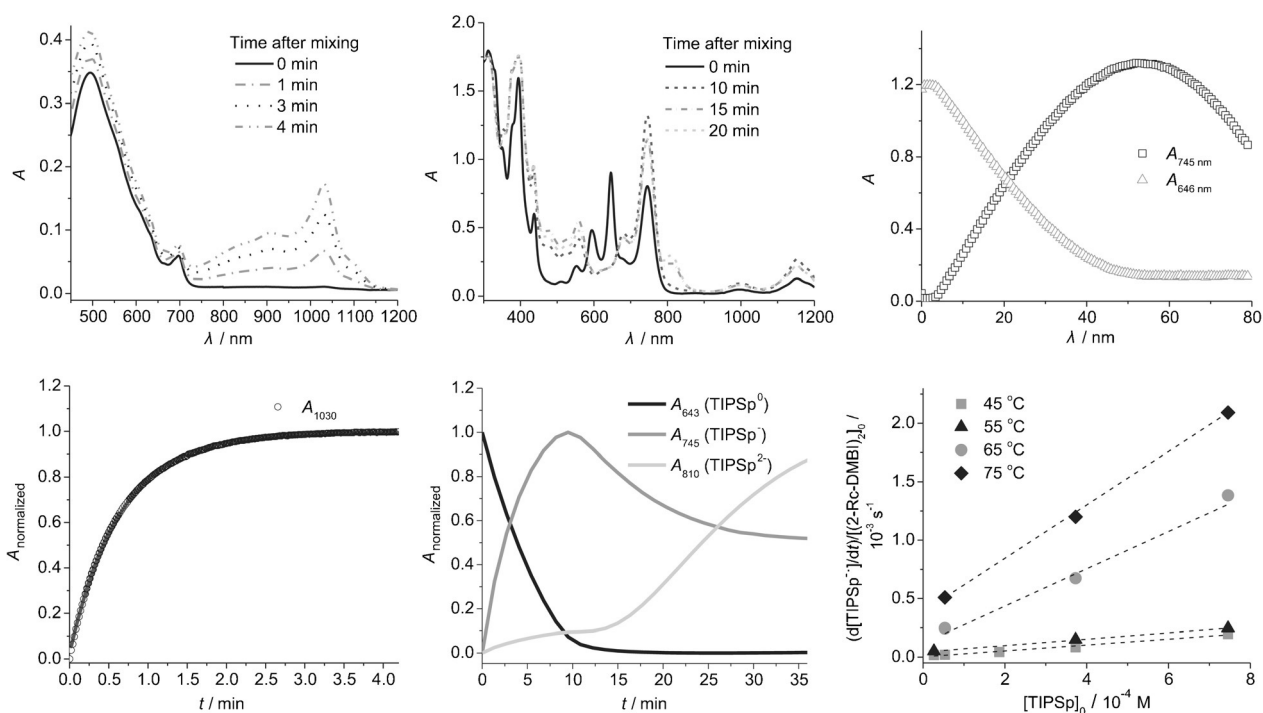 0.4
0.3
0.2
0.1
0.0
A
Time after mixing
0 min
1 min
3 min
4 min
500 600 700 800 900 1000 1100 1200
λ / nm
2.0
1.5
1.0
0.5
0.0
A
Time after mixing
0 min
10 min
15 min
20 min
400 600 800 1000 1200
λ / nm
1.2
0.8
0.4
0.0
A
A745 nm
A646 nm
0 20 40 60 80
λ / nm
1.2
1.0
0.8
0.6
0.4
0.2
0.0
Anormalized
A1030
0.0 0.5 1.0 1.5 2.0 2.5 3.0 3.5 4.0
t / min
1.2
1.0
0.8
0.6
0.4
0.2
0.0
Anormalized
A643 (TIPSp0)
A745 (TIPSp-)
A810 (TIPSp2-)
0 5 10 15 20 25 30 35
t / min
(d[TIPSp·-]/dt)/[(2-Rc-DMBI)2]0 /
10-3 s-1
2.0
1.5
1.0
0.5
0.0
45 °C
55 °C
65 °C
75 °C
0 2 4 6 8
[TIPSp]0 / 10-4 M